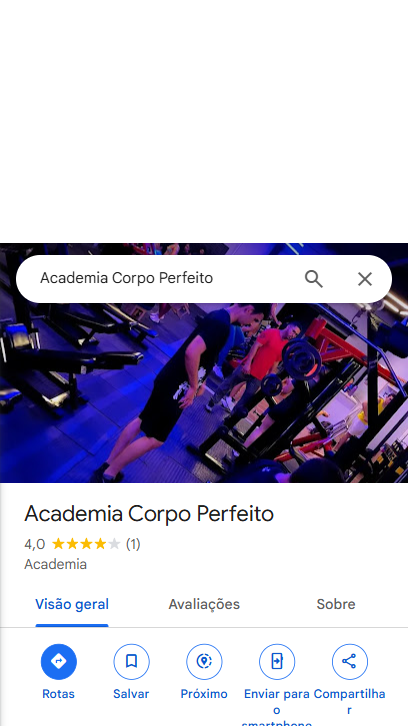 Academia Corpo Perfeito
Academia Corpo Perfeito
4,0 (1)
Academia
Visão geral Avaliações Sobre
Rotas Salvar Próximo Enviar para o smartphone Compartilhar